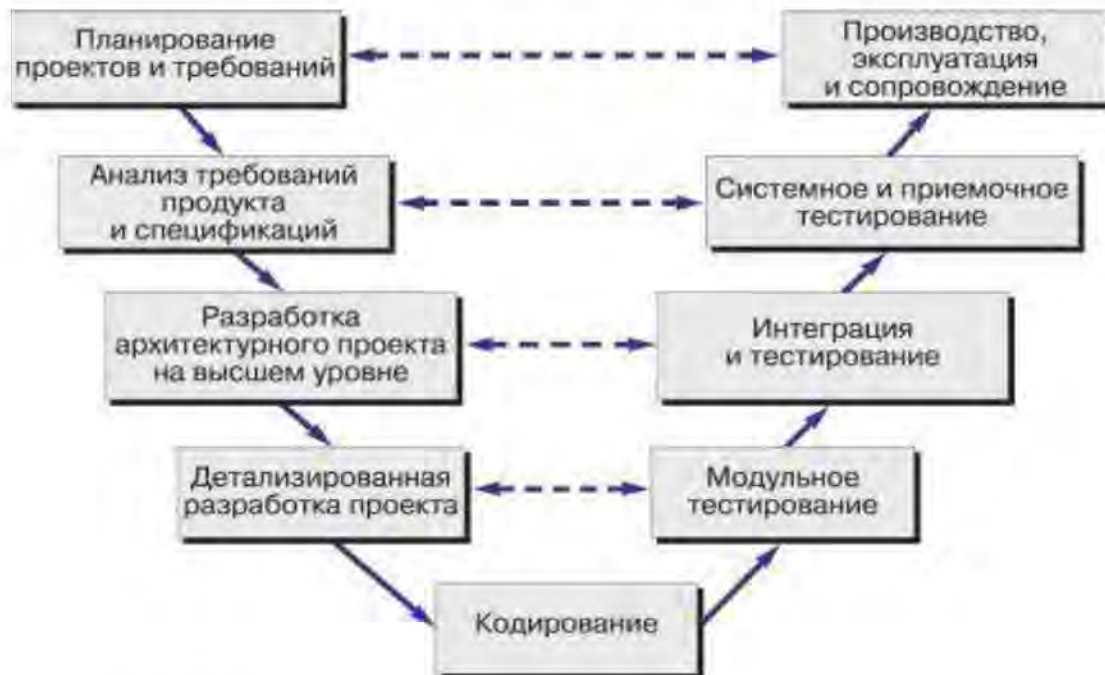 Планирование
проектов и требований
Производство,
эксплуатация
и сопровождение
Анализ требований
продукта
и спецификаций
Системное и приемочное
тестирование
Разработка
архитектурного проекта
на высшем уровне
Интеграция
и тестирование
Детализированная
разработка проекта
Модульное
тестирование
Кодирование